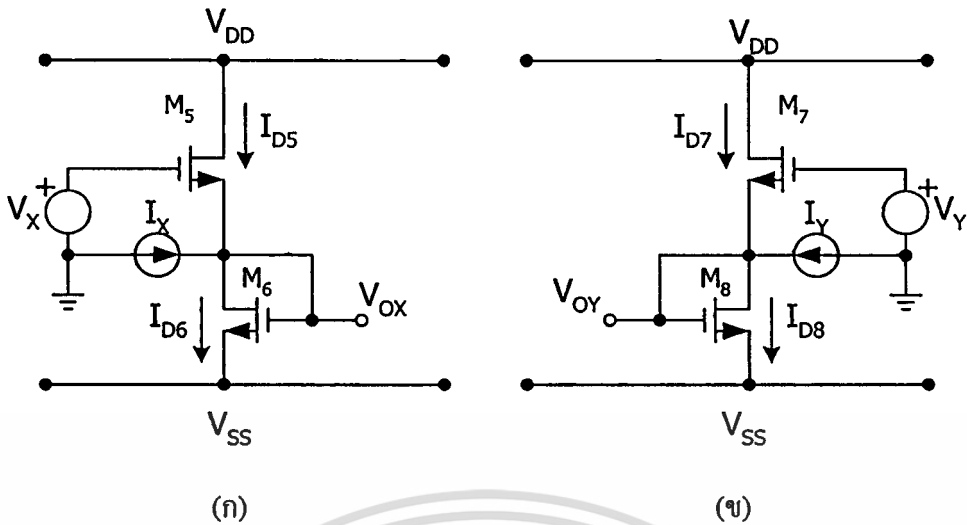 V_DD V_DD
M_5 M_7
I_D5 I_D7
V_X + I_X I_Y + V_Y
M_6 M_8
V_OX V_OY
I_D6 I_D8
V_SS V_SS
(ก) (ข)